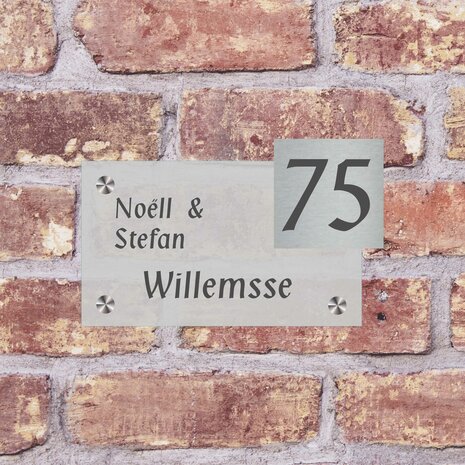 Noéll &
Stefan
Willemsse
75